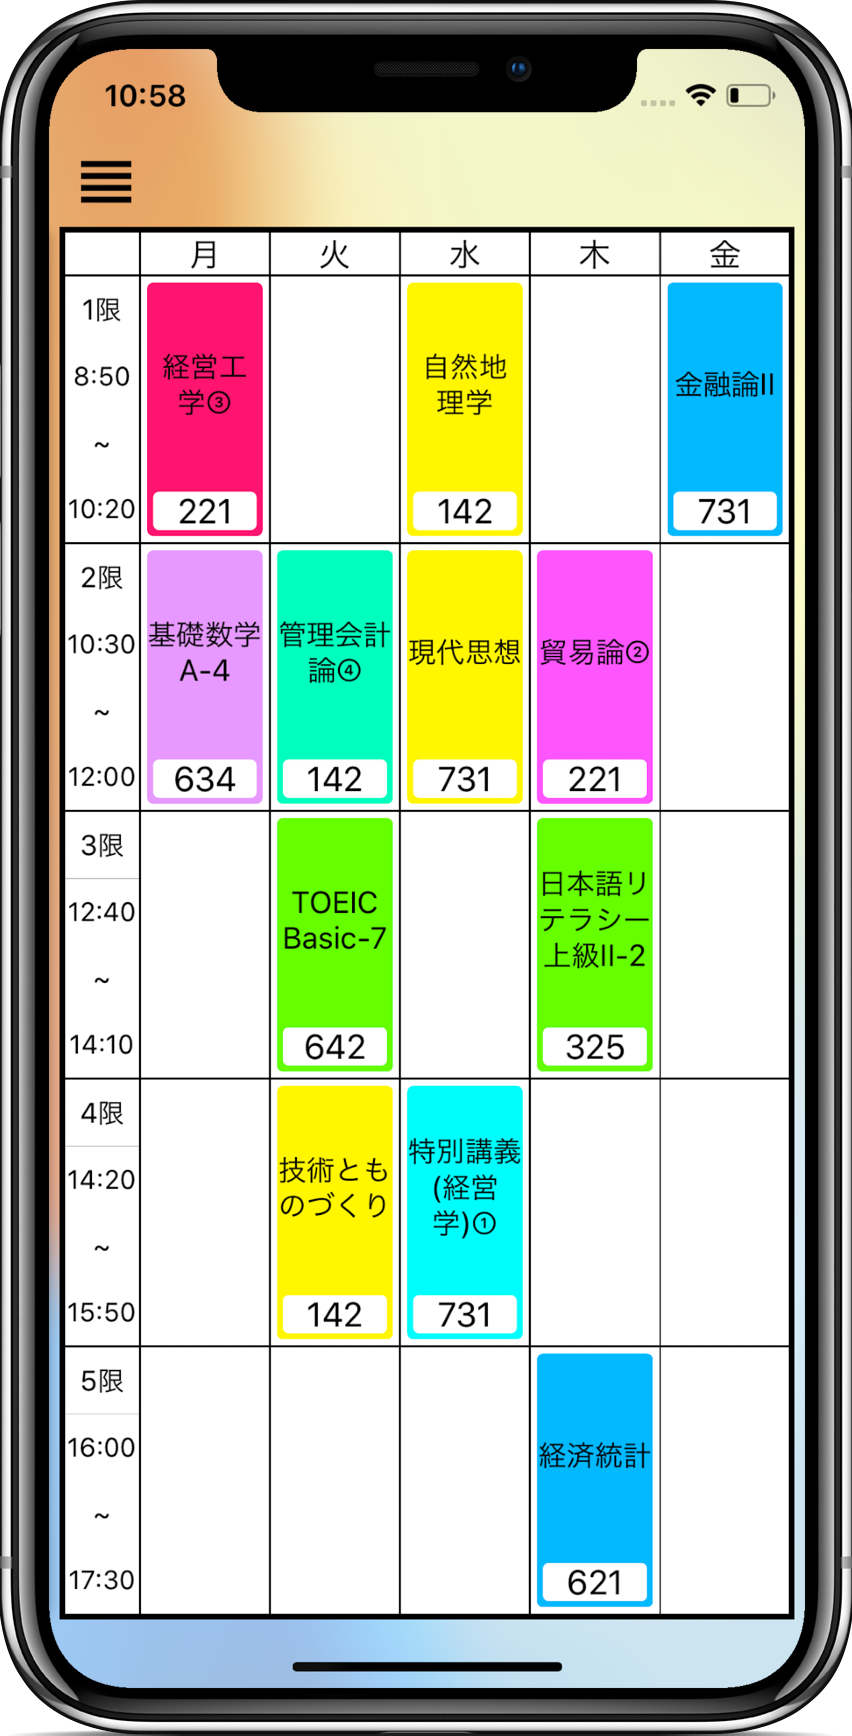 10:58
月 火 水 木 金
1限
8:50
~
10:20
経営工
学③
221
自然地
理学
142
金融論II
731
2限
10:30
~
12:00
基礎数学
A-4
634
管理会計
論④
142
現代思想
731
貿易論②
221
3限
12:40
~
14:10
TOEIC
Basic-7
642
日本語リ
テラシー
上級II-2
325
4限
14:20
~
15:50
技術とも
のづくり
142
特別講義
(経営
学)①
731
5限
16:00
~
17:30
経済統計
621